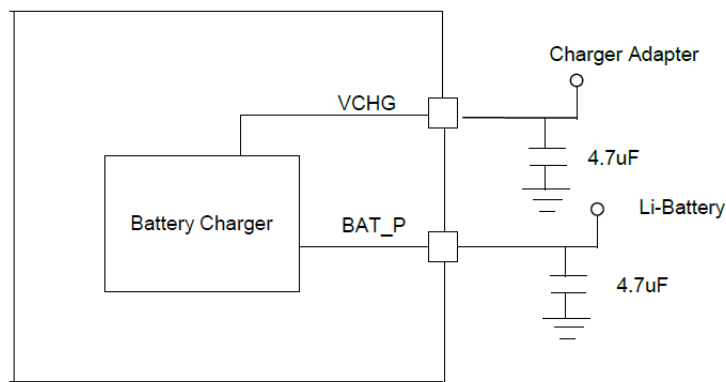 Charger Adapter
VCHG
4.7uF
Battery Charger
BAT_P
Li-Battery
4.7uF